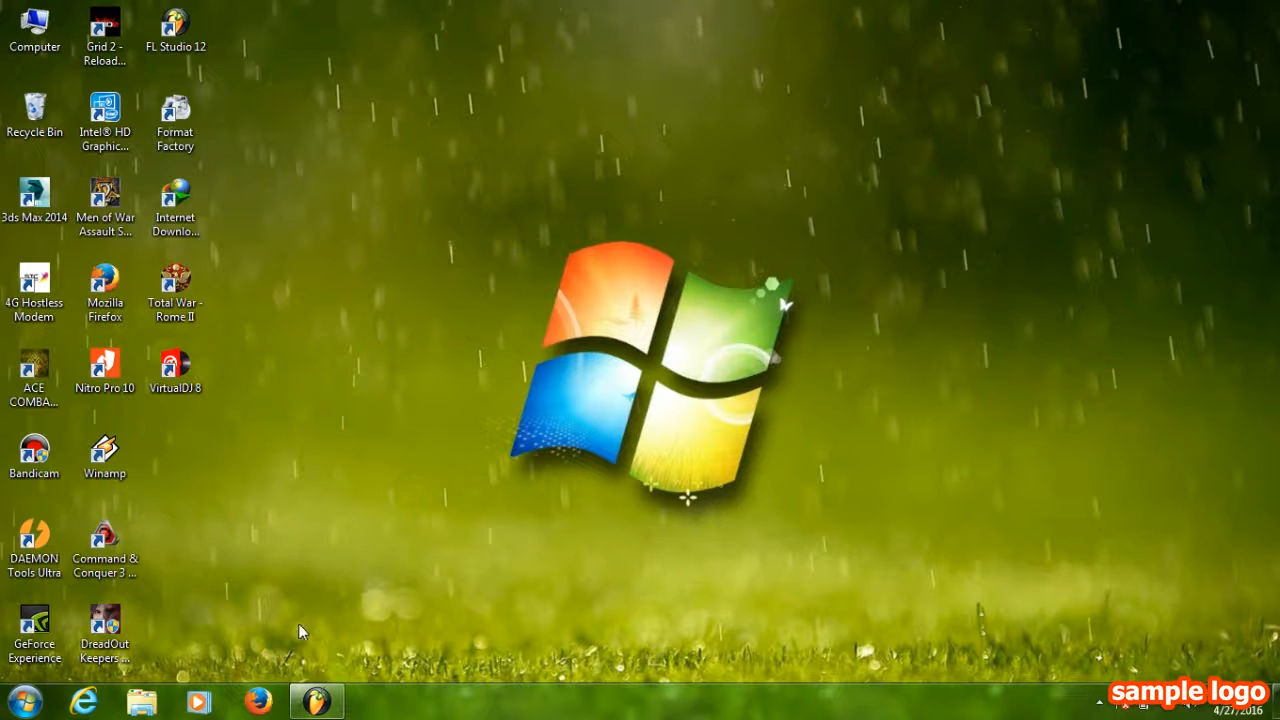 Computer
Grid 2 -
Reload...
FL Studio 12
Recycle Bin
Intel® HD
Graphic...
Format
Factory
3ds Max 2014
Men of War
Assault S...
Internet
Downlo...
4G Hostless
Modem
Mozilla
Firefox
Total War -
Rome II
ACE
COMBA...
Nitro Pro 10
VirtualDJ 8
Bandicam
Winamp
DAEMON
Tools Ultra
Command &
Conquer 3 ...
GeForce
Experience
DreadOut
Keepers ...
sample logo
4/27/2016